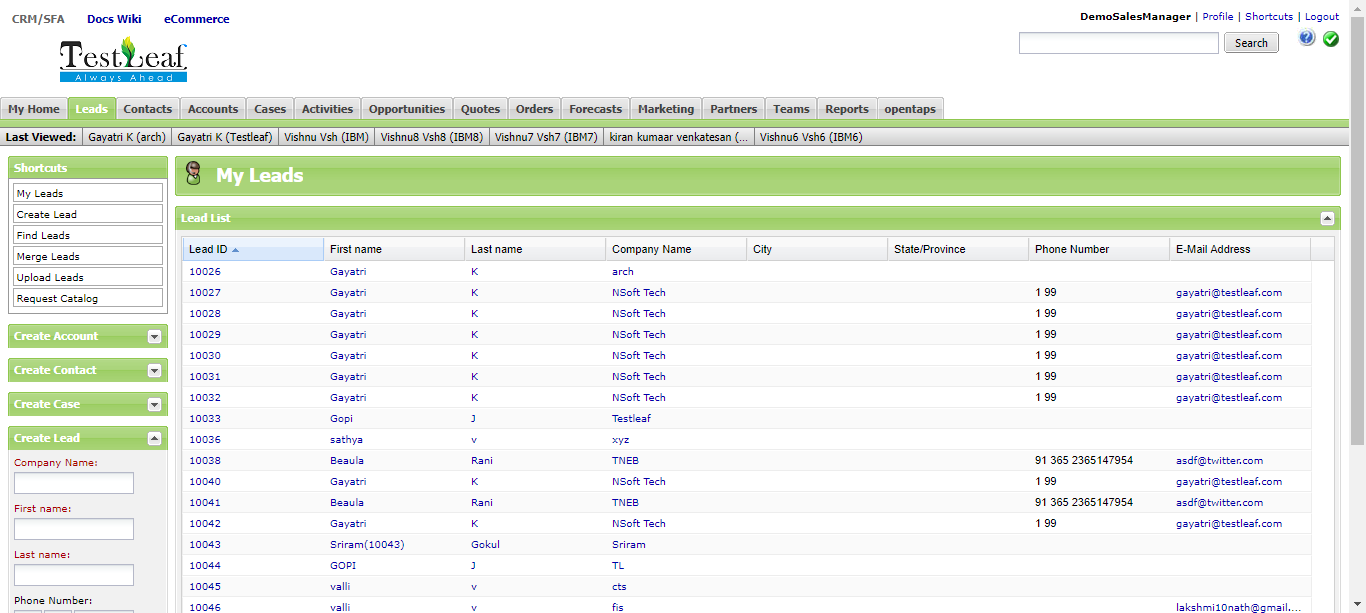 CRM/SFA Docs Wiki eCommerce
DemoSalesManager | Profile | Shortcuts | Logout
TestLeaf
Always Ahead
Search
My Home Leads Contacts Accounts Cases Activities Opportunities Quotes Orders Forecasts Marketing Partners Teams Reports opentaps
Last Viewed: Gayatri K (arch) Gayatri K (Testleaf) Vishnu Vsh (IBM) Vishnu8 Vsh8 (IBM8) Vishnu7 Vsh7 (IBM7) kiran kumaar venkatesan (... Vishnu6 Vsh6 (IBM6)
Shortcuts
My Leads
Create Lead
Find Leads
Merge Leads
Upload Leads
Request Catalog
Create Account
Create Contact
Create Case
Create Lead
Company Name:
First name:
Last name:
Phone Number:
My Leads
Lead List
Lead ID First name Last name Company Name City State/Province Phone Number E-Mail Address
10026 Gayatri K arch
10027 Gayatri K NSoft Tech 1 99 gayatri@testleaf.com
10028 Gayatri K NSoft Tech 1 99 gayatri@testleaf.com
10029 Gayatri K NSoft Tech 1 99 gayatri@testleaf.com
10030 Gayatri K NSoft Tech 1 99 gayatri@testleaf.com
10031 Gayatri K NSoft Tech 1 99 gayatri@testleaf.com
10032 Gayatri K NSoft Tech 1 99 gayatri@testleaf.com
10033 Gopi J Testleaf
10036 sathya v xyz
10038 Beaula Rani TNEB 91 365 2365147954 asdf@twitter.com
10040 Gayatri K NSoft Tech 1 99 gayatri@testleaf.com
10041 Beaula Rani TNEB 91 365 2365147954 asdf@twitter.com
10042 Gayatri K NSoft Tech 1 99 gayatri@testleaf.com
10043 Sriram(10043) Gokul Sriram
10044 GOPI J TL
10045 valli v cts
10046 valli v fis lakshmi10nath@gmail....